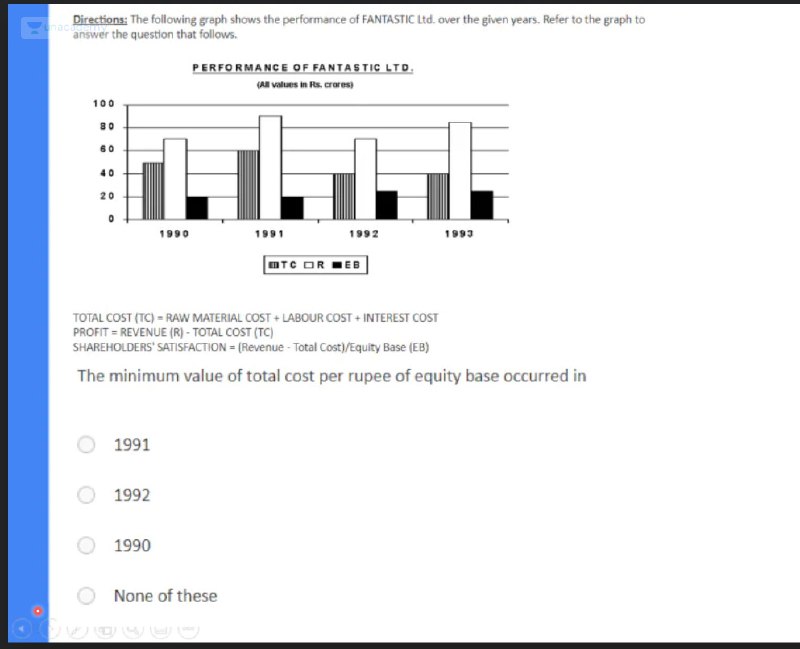 Directions: The following graph shows the performance of FANTASTIC Ltd. over the given years. Refer to the graph to
answer the question that follows.
PERFORMANCE OF FANTASTIC LTD.
(All values in Rs. crores)
100
80
60
40
20
0
1990 1991 1992 1993
TC R EB
TOTAL COST (TC) = RAW MATERIAL COST + LABOUR COST + INTEREST COST
PROFIT = REVENUE (R) - TOTAL COST (TC)
SHAREHOLDERS' SATISFACTION = (Revenue - Total Cost)/Equity Base (EB)
The minimum value of total cost per rupee of equity base occurred in
1991
1992
1990
None of these